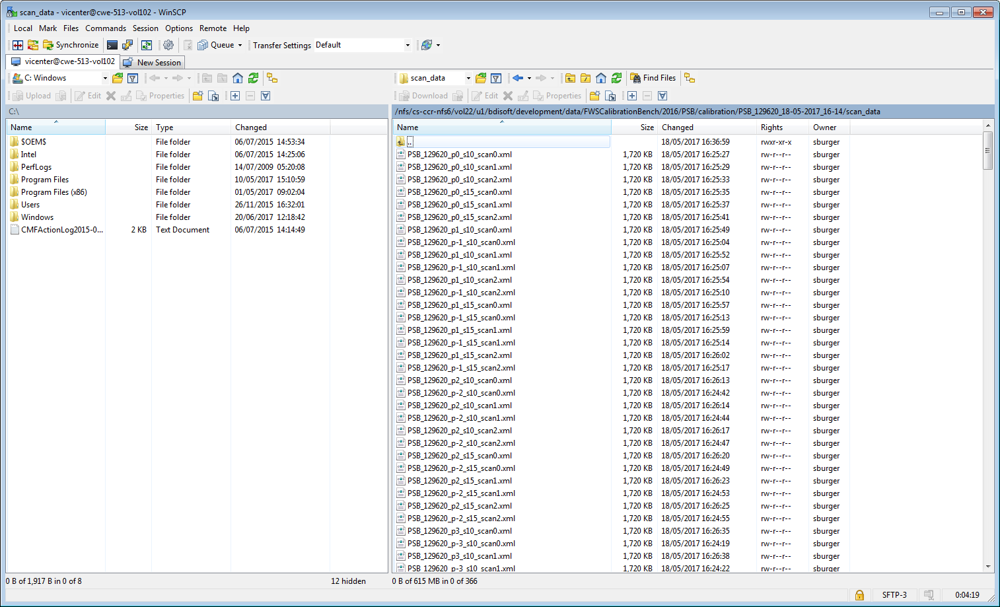 scan_data - vicenter@cwe-513-vol102 - WinSCP
Local Mark Files Commands Session Options Remote Help
Synchronize Queue Transfer Settings Default
vicenter@cwe-513-vol102 New Session
C: Windows
Upload Edit Properties
C:\
Name Size Type Changed
$OEM$ File folder 06/07/2015 14:53:34
Intel File folder 06/07/2015 14:25:06
PerfLogs File folder 14/07/2009 05:20:08
Program Files File folder 10/05/2017 15:10:59
Program Files (x86) File folder 01/05/2017 09:02:04
Users File folder 26/11/2015 16:32:01
Windows File folder 20/06/2017 12:18:42
CMFActionLog2015-0... 2 KB Text Document 06/07/2015 14:14:49
0 B of 1,917 B in 0 of 8 12 hidden
scan_data Find Files
Download Edit Properties
/nfs/cs-ccr-nfs6/vol22/u1/bdisoft/development/data/FWSCalibrationBench/2016/PSB/calibration/PSB_129620_18-05-2017_16-14/scan_data
Name Size Changed Rights Owner
.. 18/05/2017 16:36:59 rwxr-xr-x sburger
PSB_129620_p0_s10_scan0.xml 1,720 KB 18/05/2017 16:25:27 rw-r--r-- sburger
PSB_129620_p0_s10_scan1.xml 1,720 KB 18/05/2017 16:25:29 rw-r--r-- sburger
PSB_129620_p0_s10_scan2.xml 1,720 KB 18/05/2017 16:25:33 rw-r--r-- sburger
PSB_129620_p0_s15_scan0.xml 1,720 KB 18/05/2017 16:25:35 rw-r--r-- sburger
PSB_129620_p0_s15_scan1.xml 1,720 KB 18/05/2017 16:25:37 rw-r--r-- sburger
PSB_129620_p0_s15_scan2.xml 1,720 KB 18/05/2017 16:25:41 rw-r--r-- sburger
PSB_129620_p1_s10_scan0.xml 1,720 KB 18/05/2017 16:25:49 rw-r--r-- sburger
PSB_129620_p-1_s10_scan0.xml 1,720 KB 18/05/2017 16:25:04 rw-r--r-- sburger
PSB_129620_p1_s10_scan1.xml 1,720 KB 18/05/2017 16:25:52 rw-r--r-- sburger
PSB_129620_p-1_s10_scan1.xml 1,720 KB 18/05/2017 16:25:07 rw-r--r-- sburger
PSB_129620_p1_s10_scan2.xml 1,720 KB 18/05/2017 16:25:54 rw-r--r-- sburger
PSB_129620_p-1_s10_scan2.xml 1,720 KB 18/05/2017 16:25:10 rw-r--r-- sburger
PSB_129620_p1_s15_scan0.xml 1,720 KB 18/05/2017 16:25:57 rw-r--r-- sburger
PSB_129620_p-1_s15_scan0.xml 1,720 KB 18/05/2017 16:25:13 rw-r--r-- sburger
PSB_129620_p1_s15_scan1.xml 1,720 KB 18/05/2017 16:25:59 rw-r--r-- sburger
PSB_129620_p-1_s15_scan1.xml 1,720 KB 18/05/2017 16:25:14 rw-r--r-- sburger
PSB_129620_p1_s15_scan2.xml 1,720 KB 18/05/2017 16:26:02 rw-r--r-- sburger
PSB_129620_p-1_s15_scan2.xml 1,720 KB 18/05/2017 16:25:17 rw-r--r-- sburger
PSB_129620_p2_s10_scan0.xml 1,720 KB 18/05/2017 16:26:13 rw-r--r-- sburger
PSB_129620_p-2_s10_scan0.xml 1,720 KB 18/05/2017 16:24:42 rw-r--r-- sburger
PSB_129620_p2_s10_scan1.xml 1,720 KB 18/05/2017 16:26:14 rw-r--r-- sburger
PSB_129620_p-2_s10_scan1.xml 1,720 KB 18/05/2017 16:24:44 rw-r--r-- sburger
PSB_129620_p2_s10_scan2.xml 1,720 KB 18/05/2017 16:26:17 rw-r--r-- sburger
PSB_129620_p-2_s10_scan2.xml 1,720 KB 18/05/2017 16:24:47 rw-r--r-- sburger
PSB_129620_p2_s15_scan0.xml 1,720 KB 18/05/2017 16:26:20 rw-r--r-- sburger
PSB_129620_p-2_s15_scan0.xml 1,720 KB 18/05/2017 16:24:49 rw-r--r-- sburger
PSB_129620_p2_s15_scan1.xml 1,720 KB 18/05/2017 16:26:23 rw-r--r-- sburger
PSB_129620_p-2_s15_scan1.xml 1,720 KB 18/05/2017 16:24:53 rw-r--r-- sburger
PSB_129620_p2_s15_scan2.xml 1,720 KB 18/05/2017 16:26:25 rw-r--r-- sburger
PSB_129620_p-2_s15_scan2.xml 1,720 KB 18/05/2017 16:24:55 rw-r--r-- sburger
PSB_129620_p3_s10_scan0.xml 1,720 KB 18/05/2017 16:26:35 rw-r--r-- sburger
PSB_129620_p-3_s10_scan0.xml 1,720 KB 18/05/2017 16:24:19 rw-r--r-- sburger
PSB_129620_p3_s10_scan1.xml 1,720 KB 18/05/2017 16:26:38 rw-r--r-- sburger
PSB_129620_p-3_s10_scan1.xml 1,720 KB 18/05/2017 16:24:22 rw-r--r-- sburger
0 B of 615 MB in 0 of 366
SFTP-3 0:04:19